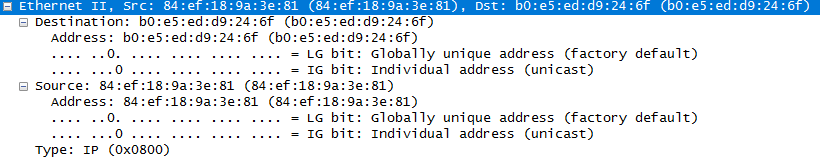 Ethernet II, Src: 84:ef:18:9a:3e:81 (84:ef:18:9a:3e:81), Dst: b0:e5:ed:d9:24:6f (b0:e5:ed:d9:24:6f)
Destination: b0:e5:ed:d9:24:6f (b0:e5:ed:d9:24:6f)
Address: b0:e5:ed:d9:24:6f (b0:e5:ed:d9:24:6f)
.... ..0. .... .... .... .... = LG bit: Globally unique address (factory default)
.... ...0 .... .... .... .... = IG bit: Individual address (unicast)
Source: 84:ef:18:9a:3e:81 (84:ef:18:9a:3e:81)
Address: 84:ef:18:9a:3e:81 (84:ef:18:9a:3e:81)
.... ..0. .... .... .... .... = LG bit: Globally unique address (factory default)
.... ...0 .... .... .... .... = IG bit: Individual address (unicast)
Type: IP (0x0800)